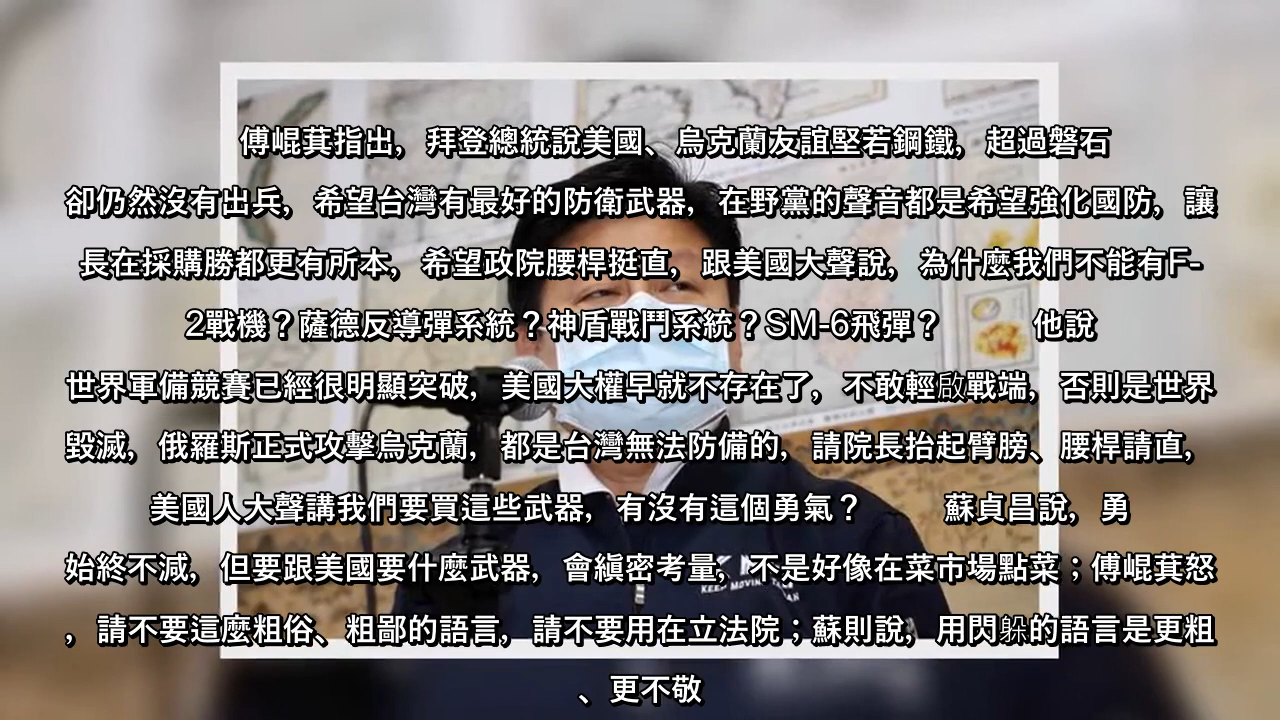 傅崐萁指出，拜登總統說美國、烏克蘭友誼堅若鋼鐵，超過磐石
卻仍然沒有出兵，希望台灣有最好的防衛武器，在野黨的聲音都是希望強化國防，讓
長在採購勝都更有所本，希望政院腰桿挺直，跟美國大聲說，為什麼我們不能有F-
2戰機？薩德反導彈系統？神盾戰鬥系統？SM-6飛彈？　　　他說
世界軍備競賽已經很明顯突破，美國大權早就不存在了，不敢輕啟戰端，否則是世界
毀滅，俄羅斯正式攻擊烏克蘭，都是台灣無法防備的，請院長抬起臂膀、腰桿請直，
美國人大聲講我們要買這些武器，有沒有這個勇氣？　　　蘇貞昌說，勇
始終不減，但要跟美國要什麼武器，會縝密考量，不是好像在菜市場點菜；傅崐萁怒
，請不要這麼粗俗、粗鄙的語言，請不要用在立法院；蘇則說，用閃躲的語言是更粗
、更不敬
KEEP MOVING